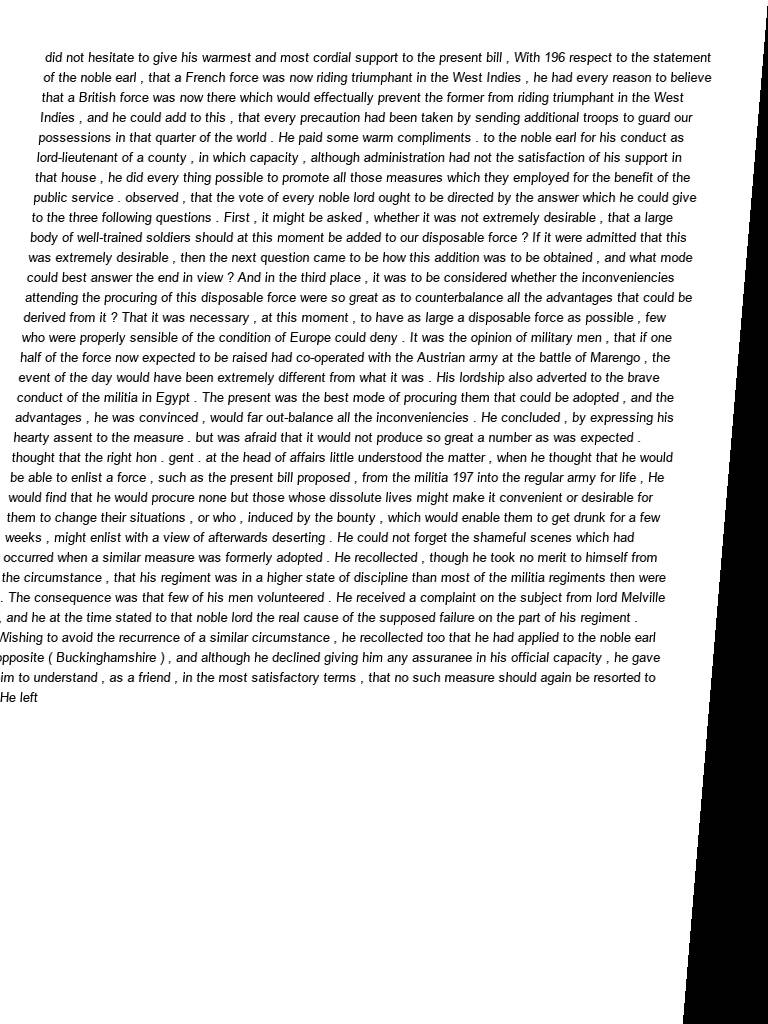 did not hesitate to give his warmest and most cordial support to the present bill , With 196 respect to the statement
of the noble earl , that a French force was now riding triumphant in the West Indies , he had every reason to believe
that a British force was now there which would effectually prevent the former from riding triumphant in the West
Indies , and he could add to this , that every precaution had been taken by sending additional troops to guard our
possessions in that quarter of the world . He paid some warm compliments . to the noble earl for his conduct as
lord-lieutenant of a county , in which capacity , although administration had not the satisfaction of his support in
that house , he did every thing possible to promote all those measures which they employed for the benefit of the
public service . observed , that the vote of every noble lord ought to be directed by the answer which he could give
to the three following questions . First , it might be asked , whether it was not extremely desirable , that a large
body of well-trained soldiers should at this moment be added to our disposable force ? If it were admitted that this
was extremely desirable , then the next question came to be how this addition was to be obtained , and what mode
could best answer the end in view ? And in the third place , it was to be considered whether the inconveniencies
attending the procuring of this disposable force were so great as to counterbalance all the advantages that could be
derived from it ? That it was necessary , at this moment , to have as large a disposable force as possible , few
who were properly sensible of the condition of Europe could deny . It was the opinion of military men , that if one
half of the force now expected to be raised had co-operated with the Austrian army at the battle of Marengo , the
event of the day would have been extremely different from what it was . His lordship also adverted to the brave
conduct of the militia in Egypt . The present was the best mode of procuring them that could be adopted , and the
advantages , he was convinced , would far out-balance all the inconveniencies . He concluded , by expressing his
hearty assent to the measure . but was afraid that it would not produce so great a number as was expected .
thought that the right hon . gent . at the head of affairs little understood the matter , when he thought that he would
be able to enlist a force , such as the present bill proposed , from the militia 197 into the regular army for life , He
would find that he would procure none but those whose dissolute lives might make it convenient or desirable for
them to change their situations , or who , induced by the bounty , which would enable them to get drunk for a few
weeks , might enlist with a view of afterwards deserting . He could not forget the shameful scenes which had
occurred when a similar measure was formerly adopted . He recollected , though he took no merit to himself from
the circumstance , that his regiment was in a higher state of discipline than most of the militia regiments then were
. The consequence was that few of his men volunteered . He received a complaint on the subject from lord Melville
, and he at the time stated to that noble lord the real cause of the supposed failure on the part of his regiment .
Wishing to avoid the recurrence of a similar circumstance , he recollected too that he had applied to the noble earl
opposite ( Buckinghamshire ) , and although he declined giving him any assuranee in his official capacity , he gave
im to understand , as a friend , in the most satisfactory terms , that no such measure should again be resorted to
He left